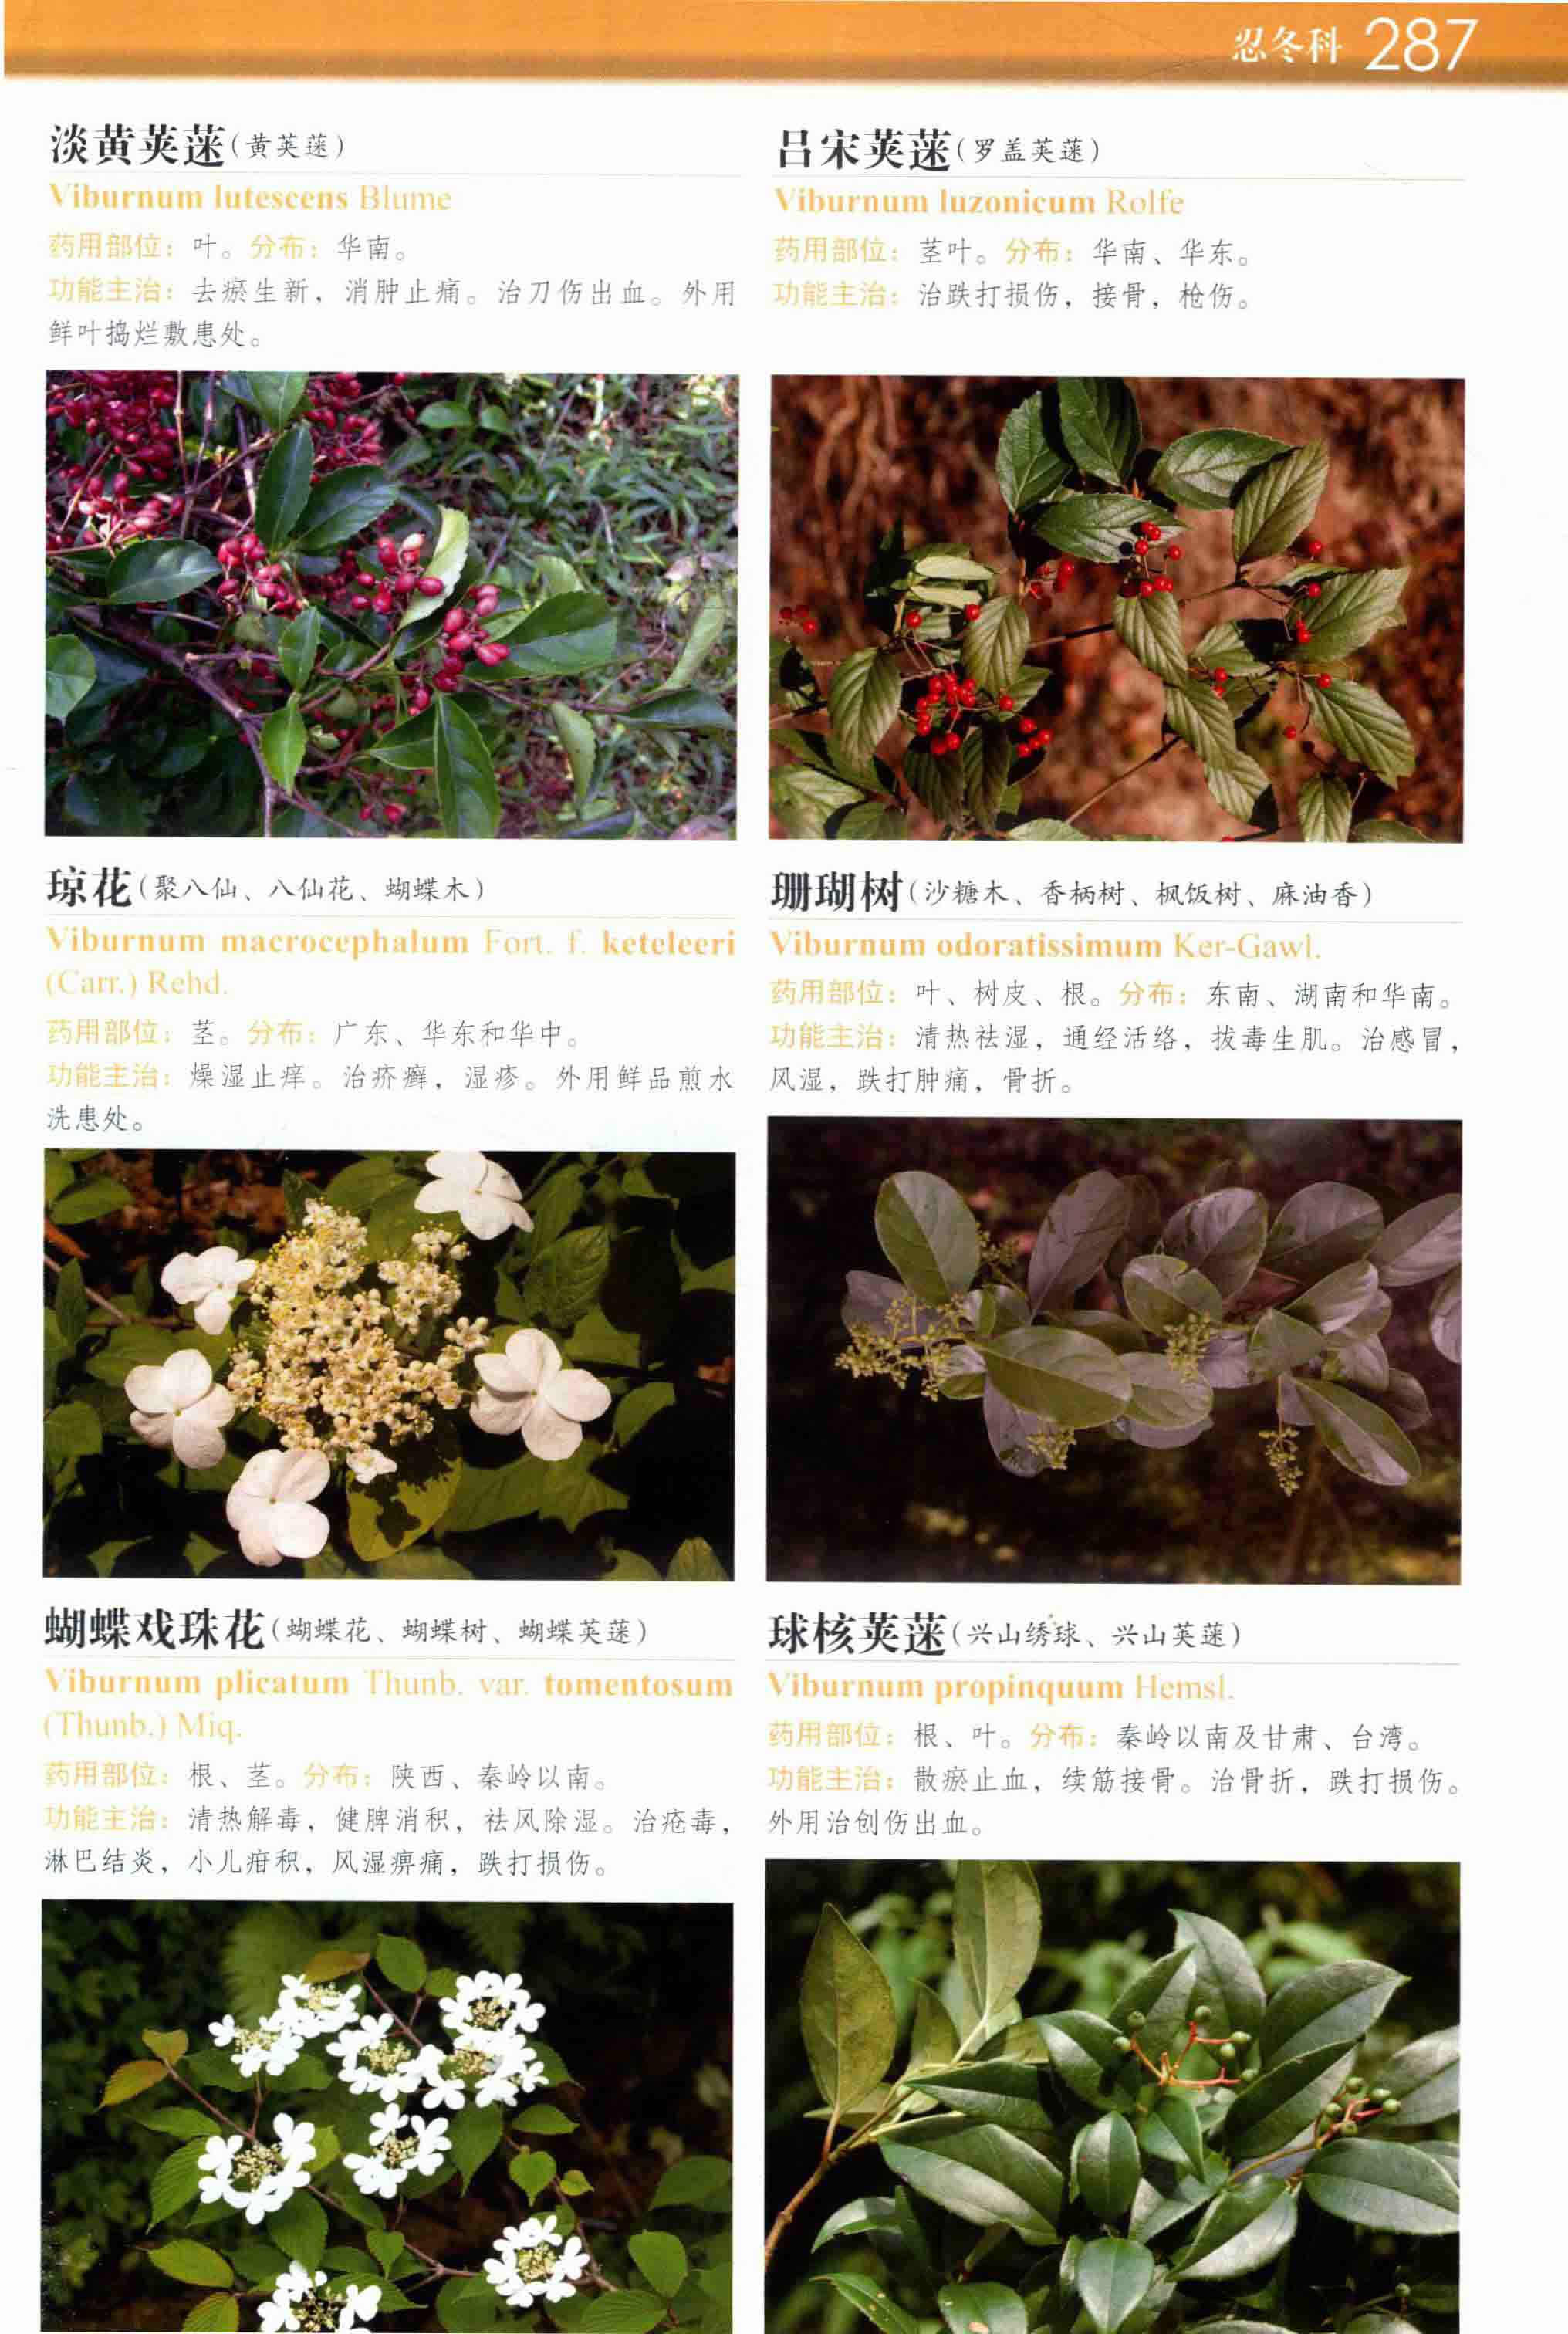 忍冬科 287
淡黄荚蒾(黄荚蒾)
Viburnum lutescens Blume
药用部位：叶。分布：华南。
功能主治：去瘀生新，消肿止痛。治刀伤出血。外用
鲜叶捣烂敷患处。
吕宋荚蒾(罗盖荚蒾)
Viburnum luzonicum Rolfe
药用部位：茎叶。分布：华南、华东。
功能主治：治跌打损伤，接骨，枪伤。
琼花(聚八仙、八仙花、蝴蝶木)
Viburnum macrocephalum Fort. f. keteleeri
(Carr.) Rehd.
药用部位：茎。分布：广东、华东和华中。
功能主治：燥湿止痒。治疥癣，湿疹。外用鲜品煎水
洗患处。
珊瑚树(沙糖木、香柄树、枫饭树、麻油香)
Viburnum odoratissimum Ker-Gawl.
药用部位：叶、树皮、根。分布：东南、湖南和华南。
功能主治：清热祛湿，通经活络，拔毒生肌。治感冒，
风湿，跌打肿痛，骨折。
蝴蝶戏珠花(蝴蝶花、蝴蝶树、蝴蝶荚蒾)
Viburnum plicatum Thunb. var. tomentosum
(Thunb.) Miq.
药用部位：根、茎。分布：陕西、秦岭以南。
功能主治：清热解毒，健脾消积，祛风除湿。治疮毒，
淋巴结炎，小儿疳积，风湿痹痛，跌打损伤。
球核荚蒾(兴山绣球、兴山荚蒾)
Viburnum propinquum Hemsl.
药用部位：根、叶。分布：秦岭以南及甘肃、台湾。
功能主治：散瘀止血，续筋接骨。治骨折，跌打损伤。
外用治创伤出血。